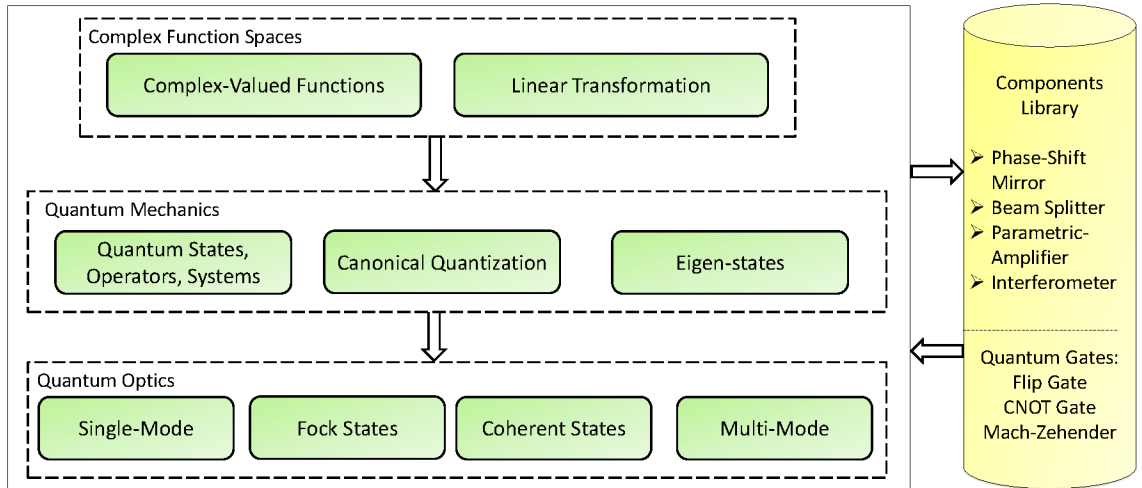 Complex Function Spaces
Complex-Valued Functions
Linear Transformation
Quantum Mechanics
Quantum States,
Operators, Systems
Canonical Quantization
Eigen-states
Quantum Optics
Single-Mode
Fock States
Coherent States
Multi-Mode
Components
Library
➢ Phase-Shift
Mirror
➢ Beam Splitter
➢ Parametric-
Amplifier
➢ Interferometer
Quantum Gates:
Flip Gate
CNOT Gate
Mach-Zehender